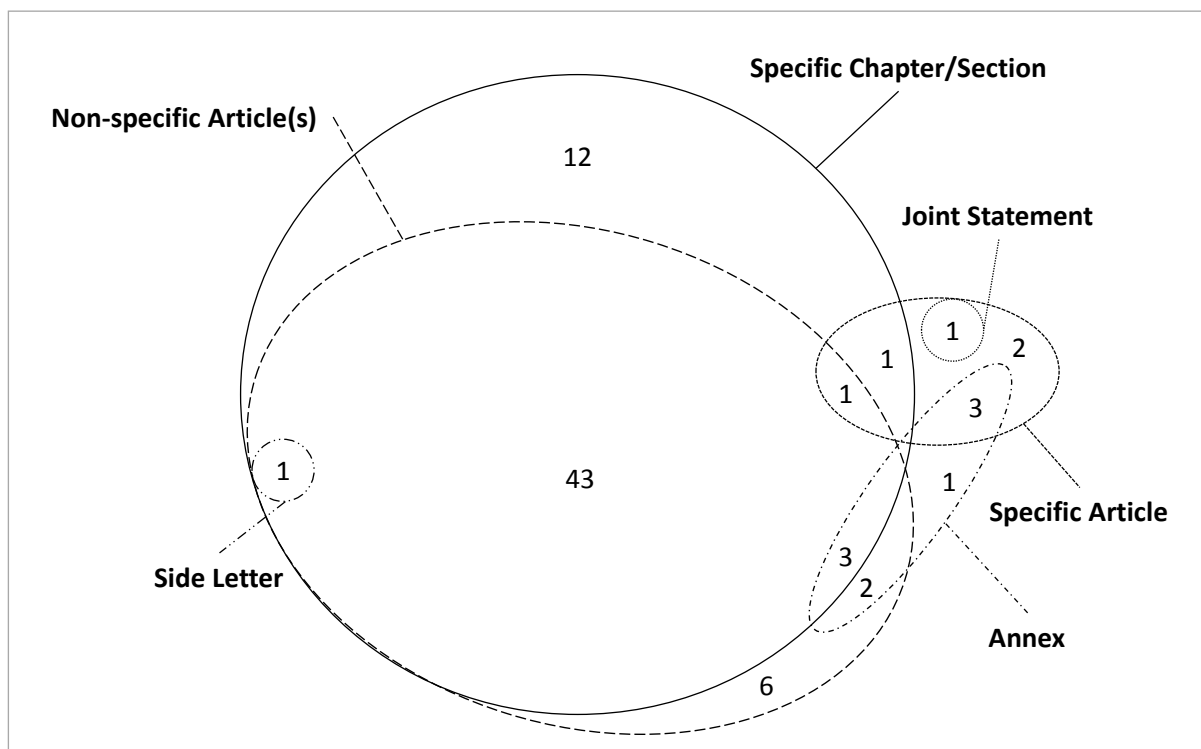 Specific Chapter/Section
Non-specific Article(s)
12
Joint Statement
1
2
1
1
3
43
1
1
Specific Article
3
Side Letter
2
Annex
6